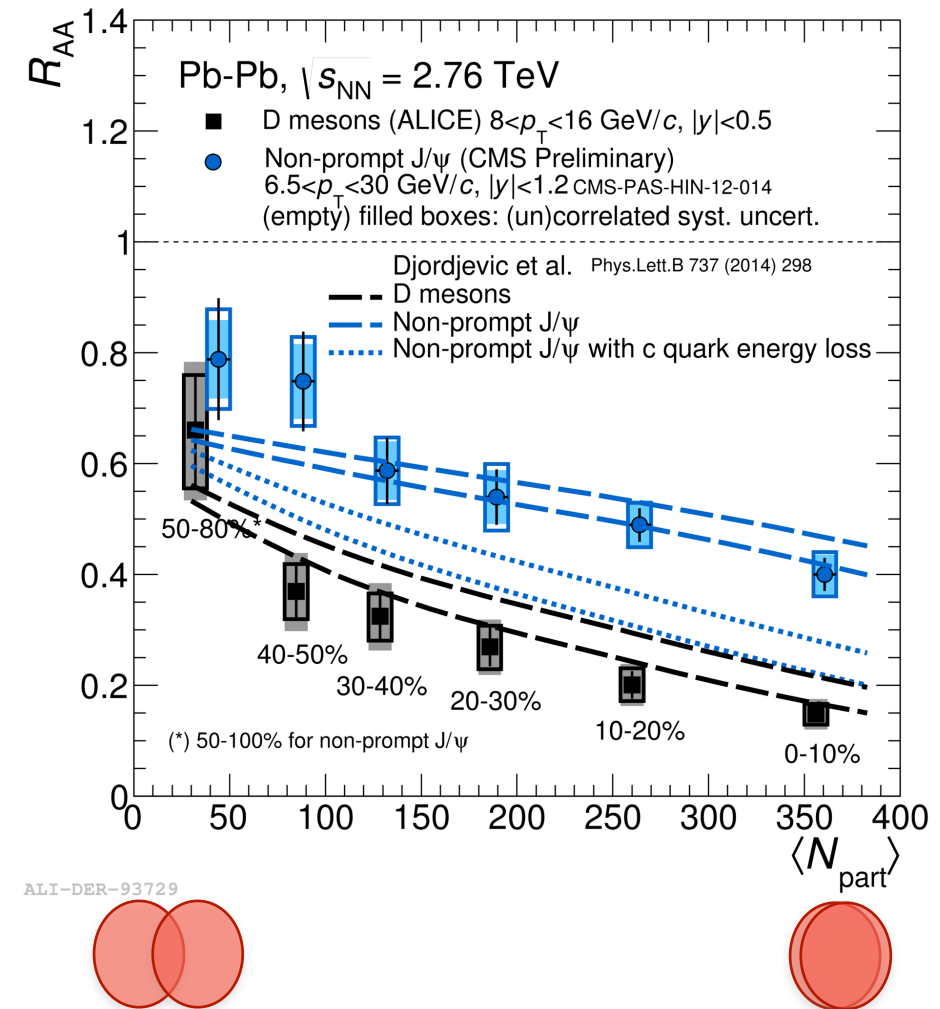 R_AA
1.4
1.2
1
0.8
0.6
0.4
0.2
0
Pb-Pb, √s_NN = 2.76 TeV
D mesons (ALICE) 8<p_T<16 GeV/c, |y|<0.5
Non-prompt J/ψ (CMS Preliminary)
6.5<p_T<30 GeV/c, |y|<1.2 CMS-PAS-HIN-12-014
(empty) filled boxes: (un)correlated syst. uncert.
Djordjevic et al. Phys.Lett.B 737 (2014) 298
D mesons
Non-prompt J/ψ
Non-prompt J/ψ with c quark energy loss
50-80%*
40-50%
30-40%
20-30%
10-20%
0-10%
(*) 50-100% for non-prompt J/ψ
0 50 100 150 200 250 300 350 400
⟨N_part⟩
ALI-DER-93729